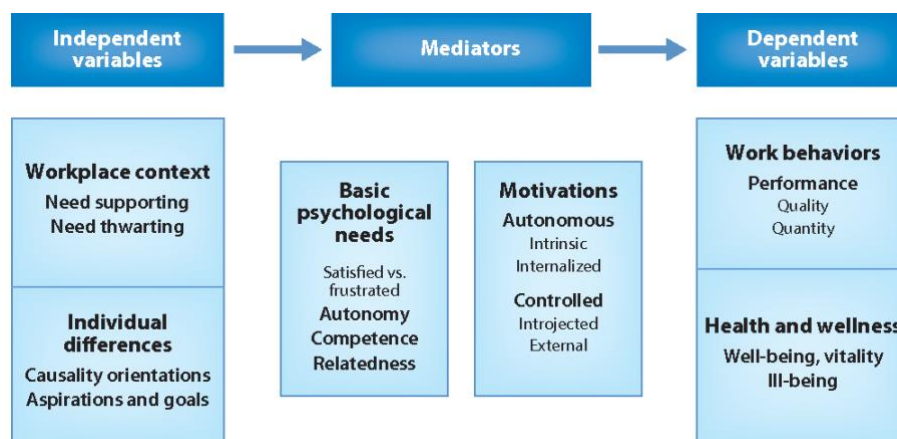 Independent
variables
Mediators
Dependent
variables
Workplace context
Need supporting
Need thwarting
Individual
differences
Causality orientations
Aspirations and goals
Basic
psychological
needs
Satisfied vs.
frustrated
Autonomy
Competence
Relatedness
Motivations
Autonomous
Intrinsic
Internalized
Controlled
Introjected
External
Work behaviors
Performance
Quality
Quantity
Health and wellness
Well-being, vitality
Ill-being